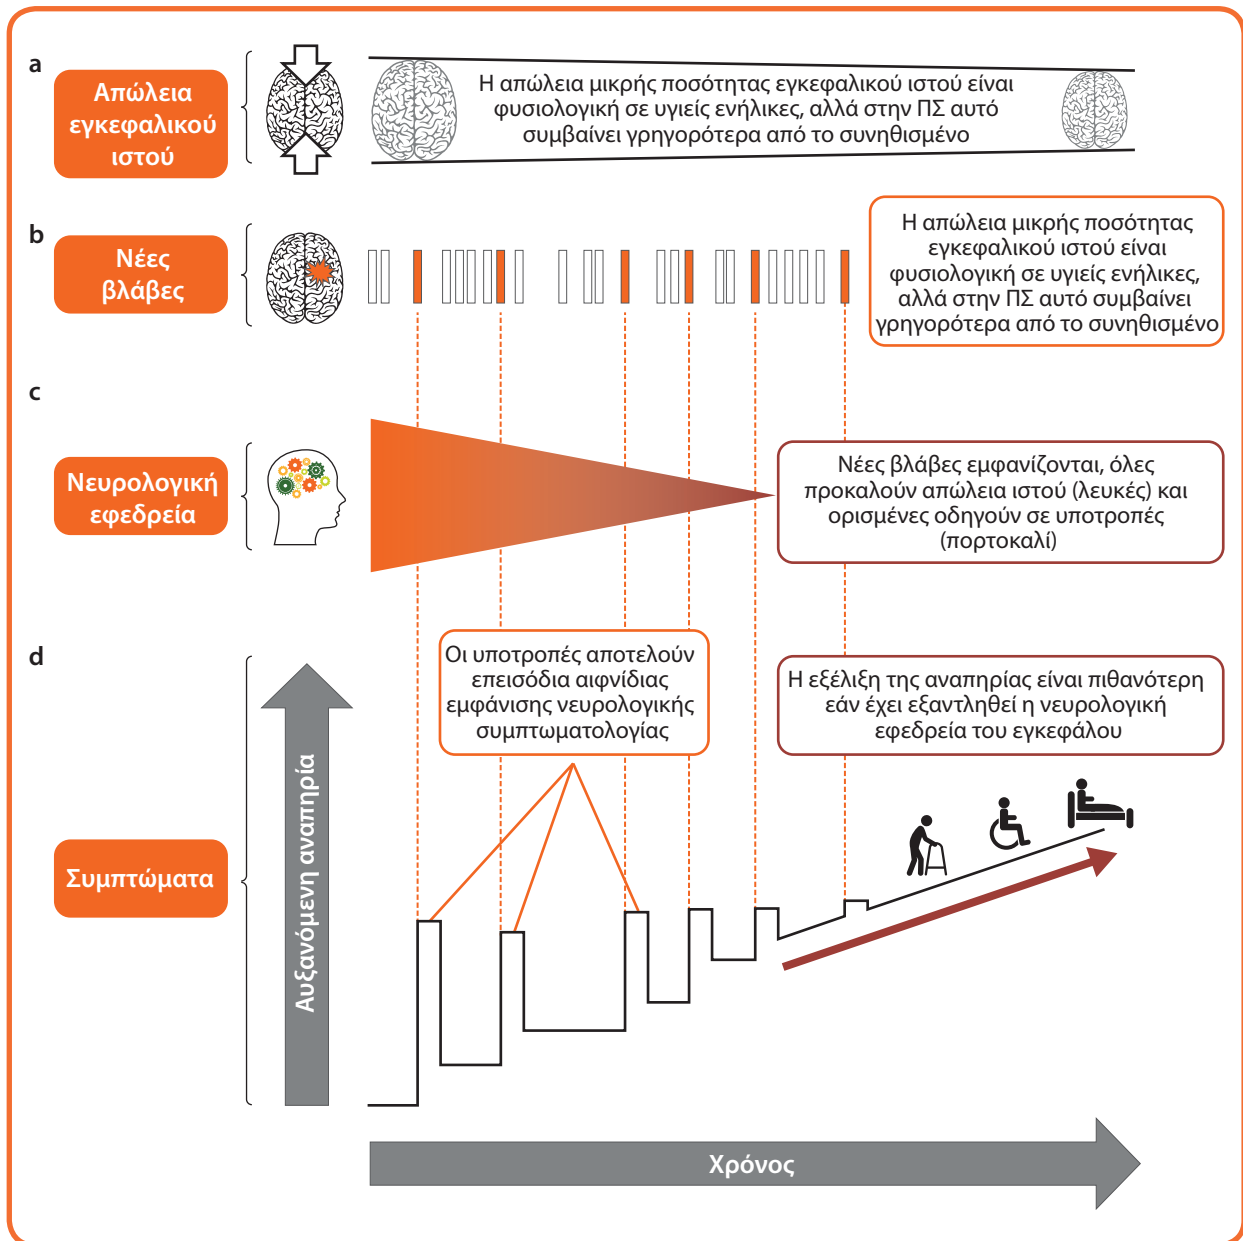 a
Απώλεια
εγκεφαλικού
ιστού
Η απώλεια μικρής ποσότητας εγκεφαλικού ιστού είναι
φυσιολογική σε υγιείς ενήλικες, αλλά στην ΠΣ αυτό
συμβαίνει γρηγορότερα από το συνηθισμένο
b
Νέες
βλάβες
Η απώλεια μικρής ποσότητας
εγκεφαλικού ιστού είναι
φυσιολογική σε υγιείς ενήλικες,
αλλά στην ΠΣ αυτό συμβαίνει
γρηγορότερα από το συνηθισμένο
c
Νευρολογική
εφεδρεία
Νέες βλάβες εμφανίζονται, όλες
προκαλούν απώλεια ιστού (λευκές) και
ορισμένες οδηγούν σε υποτροπές
(πορτοκαλί)
d
Συμπτώματα
Αυξανόμενη αναπηρία
Οι υποτροπές αποτελούν
επεισόδια αιφνίδιας
εμφάνισης νευρολογικής
συμπτωματολογίας
Η εξέλιξη της αναπηρίας είναι πιθανότερη
εάν έχει εξαντληθεί η νευρολογική
εφεδρεία του εγκεφάλου
Χρόνος